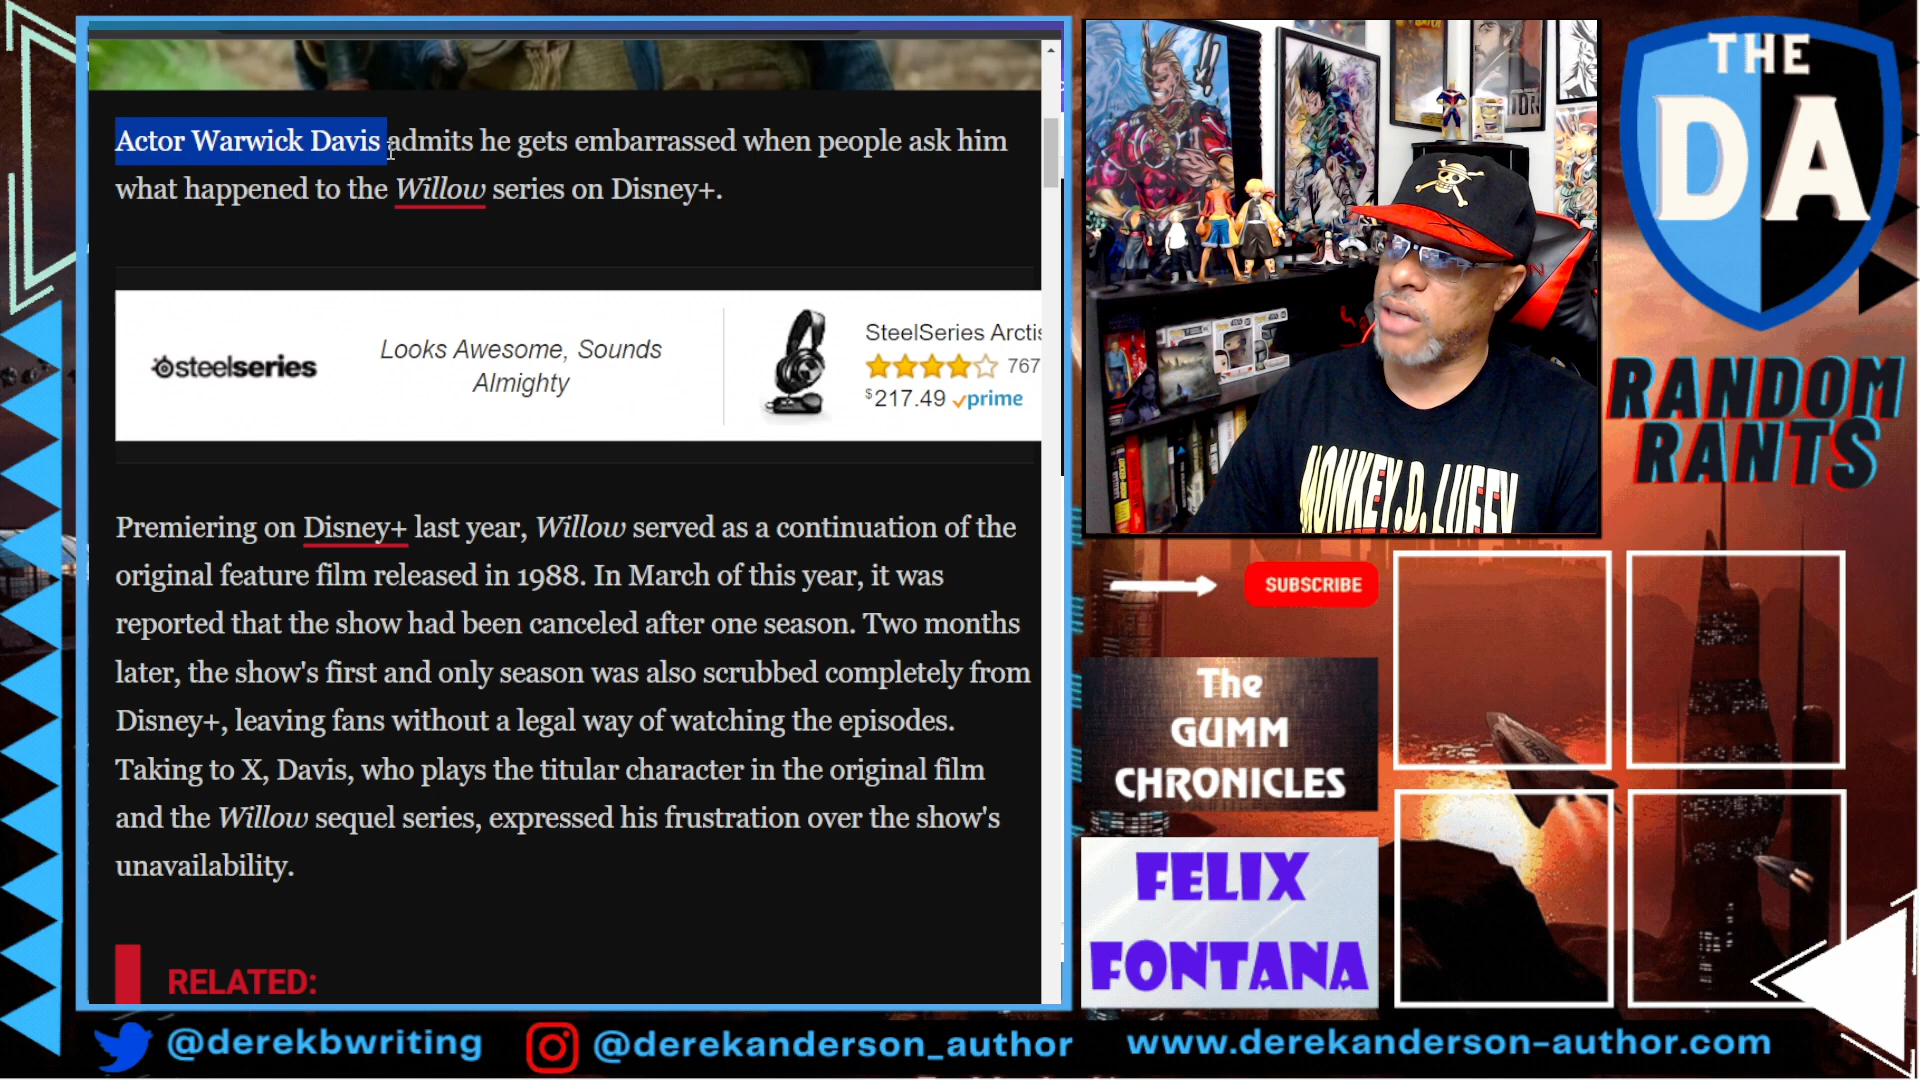 Actor Warwick Davis admits he gets embarrassed when people ask him
what happened to the Willow series on Disney+.
steelseries
Looks Awesome, Sounds
Almighty
SteelSeries Arctis
767
$217.49 prime
Premiering on Disney+ last year, Willow served as a continuation of the
original feature film released in 1988. In March of this year, it was
reported that the show had been canceled after one season. Two months
later, the show's first and only season was also scrubbed completely from
Disney+, leaving fans without a legal way of watching the episodes.
Taking to X, Davis, who plays the titular character in the original film
and the Willow sequel series, expressed his frustration over the show's
unavailability.
RELATED:
MONKEY.D. LUFFY
THE
DA
RANDOM
RANTS
SUBSCRIBE
The
GUMM
CHRONICLES
FELIX
FONTANA
@derekbwriting
@derekanderson_author
www.derekanderson-author.com